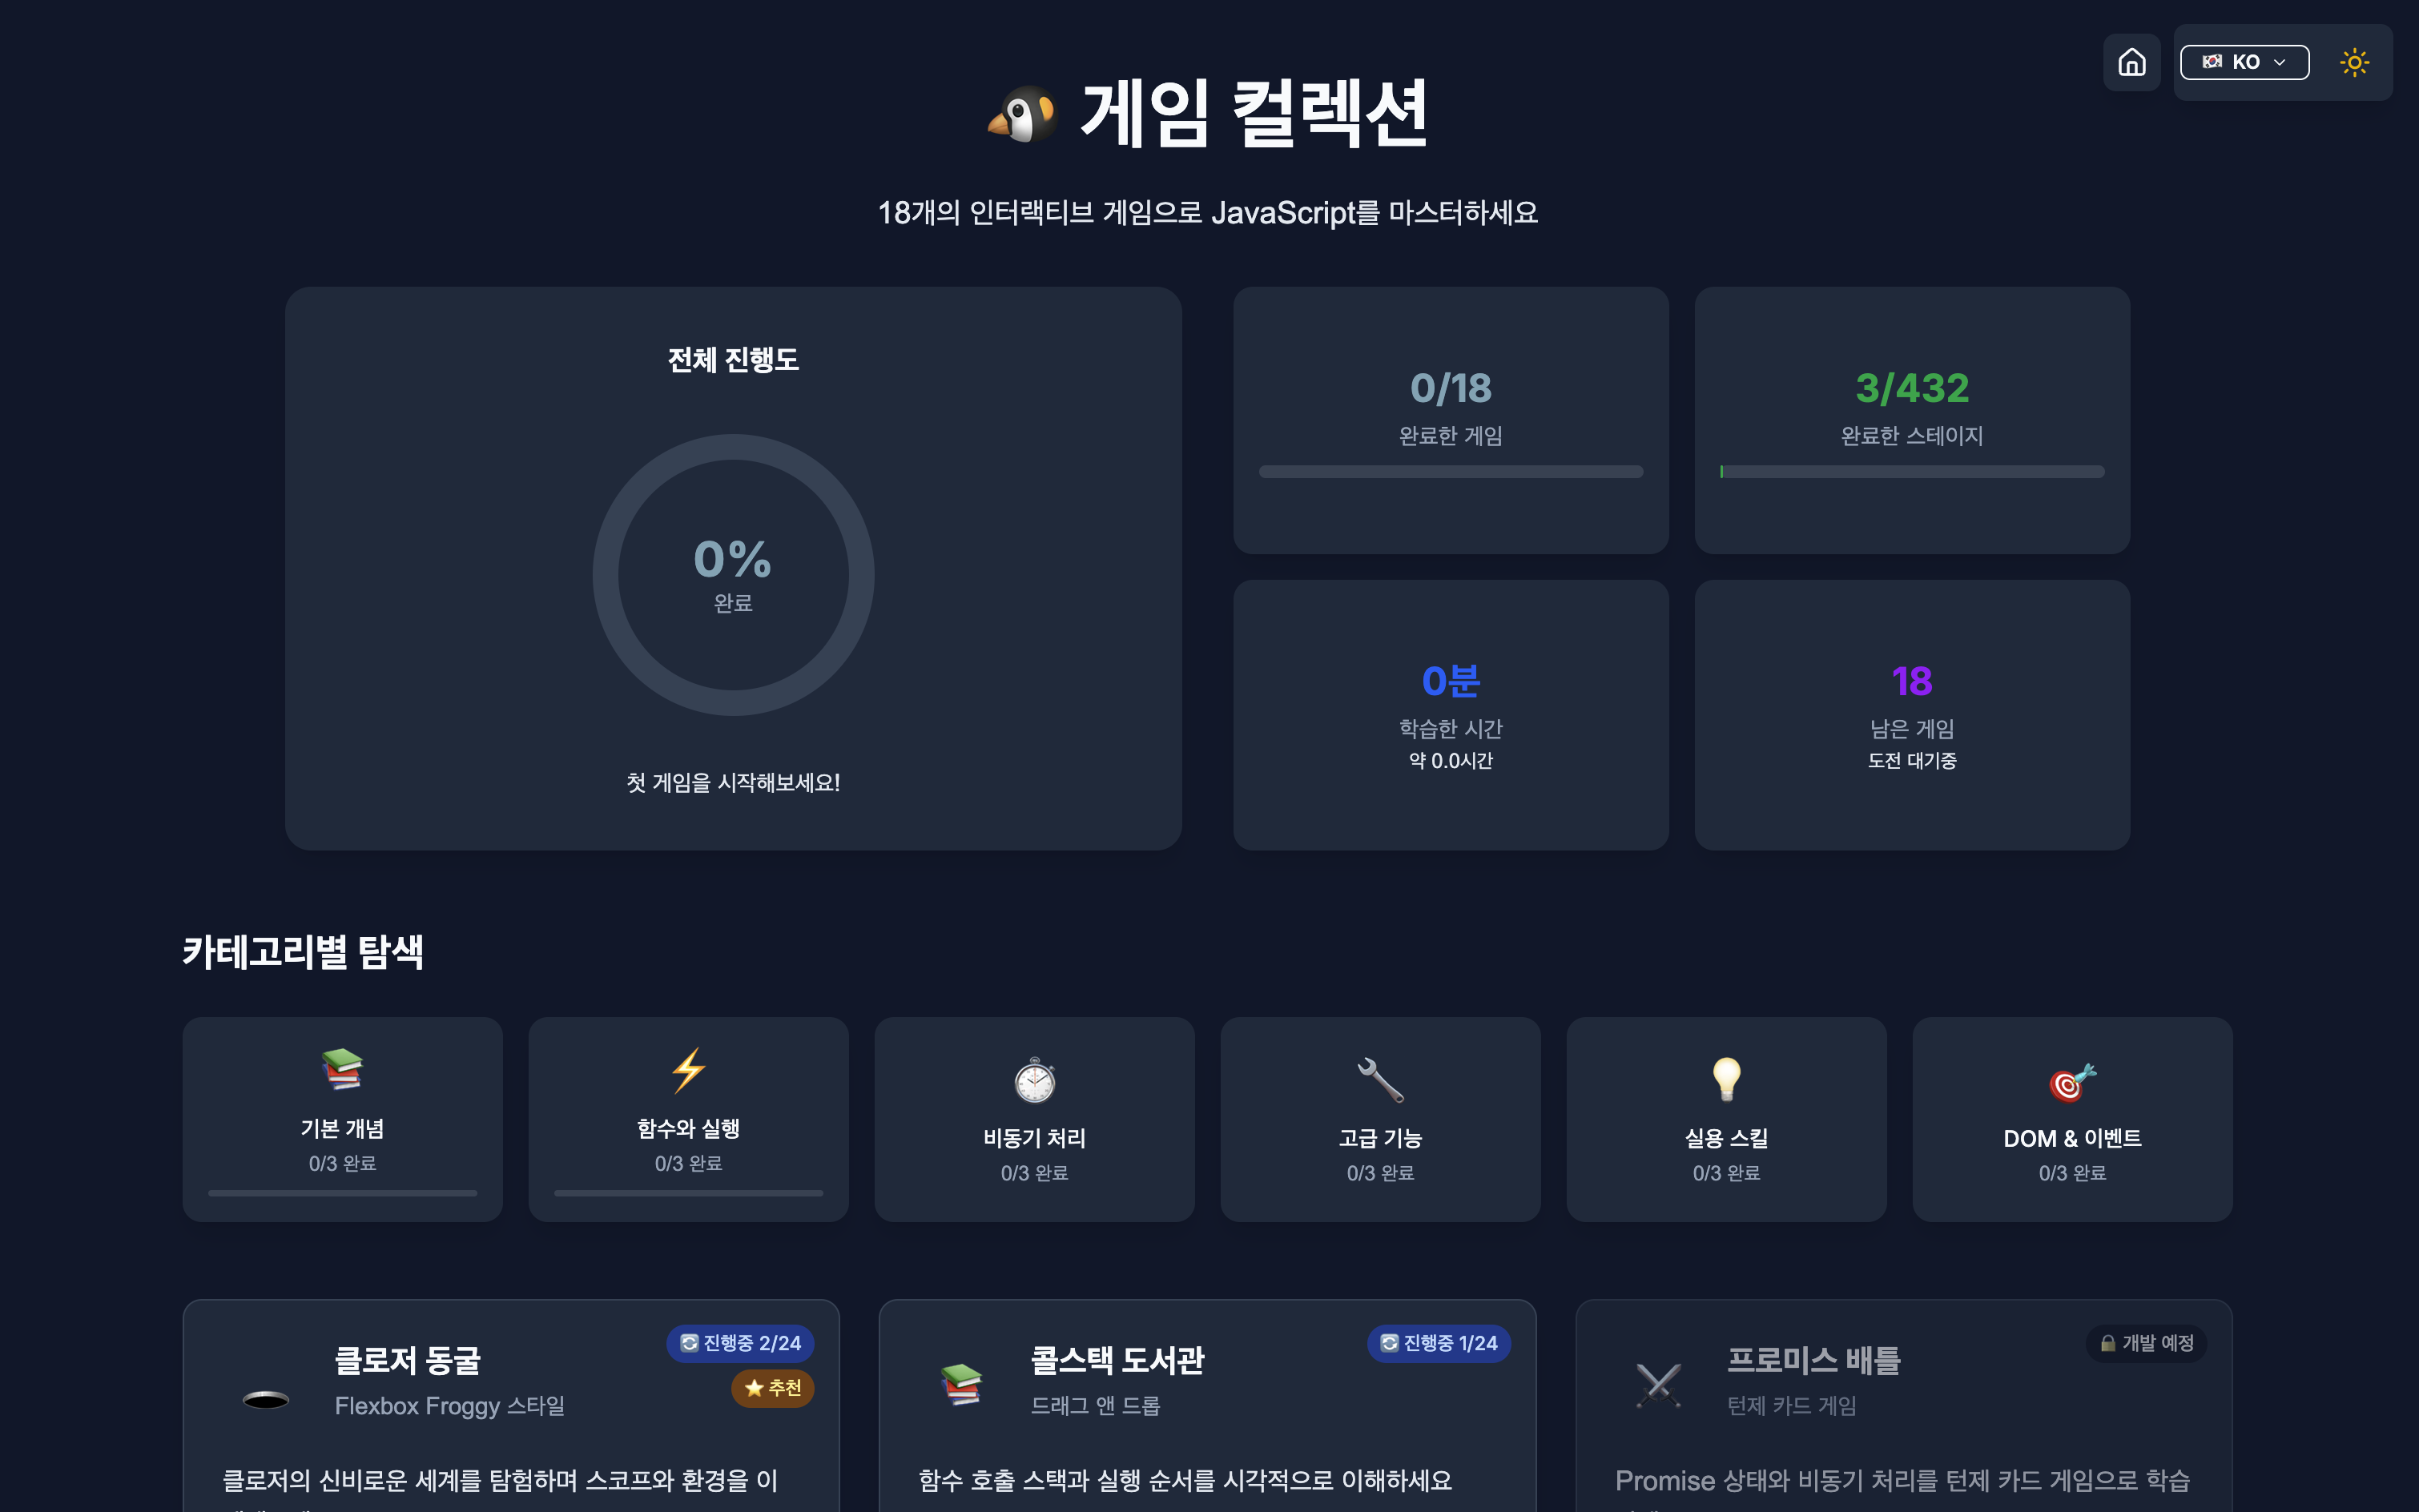 KO
게임 컬렉션
18개의 인터랙티브 게임으로 JavaScript를 마스터하세요
전체 진행도
0%
완료
첫 게임을 시작해보세요!
0/18
완료한 게임
3/432
완료한 스테이지
0분
학습한 시간
약 0.0시간
18
남은 게임
도전 대기중
카테고리별 탐색
기본 개념
0/3 완료
함수와 실행
0/3 완료
비동기 처리
0/3 완료
고급 기능
0/3 완료
실용 스킬
0/3 완료
DOM & 이벤트
0/3 완료
클로저 동굴
진행중 2/24
추천
Flexbox Froggy 스타일
클로저의 신비로운 세계를 탐험하며 스코프와 환경을 이
콜스택 도서관
진행중 1/24
드래그 앤 드롭
함수 호출 스택과 실행 순서를 시각적으로 이해하세요
프로미스 배틀
개발 예정
턴제 카드 게임
Promise 상태와 비동기 처리를 턴제 카드 게임으로 학습